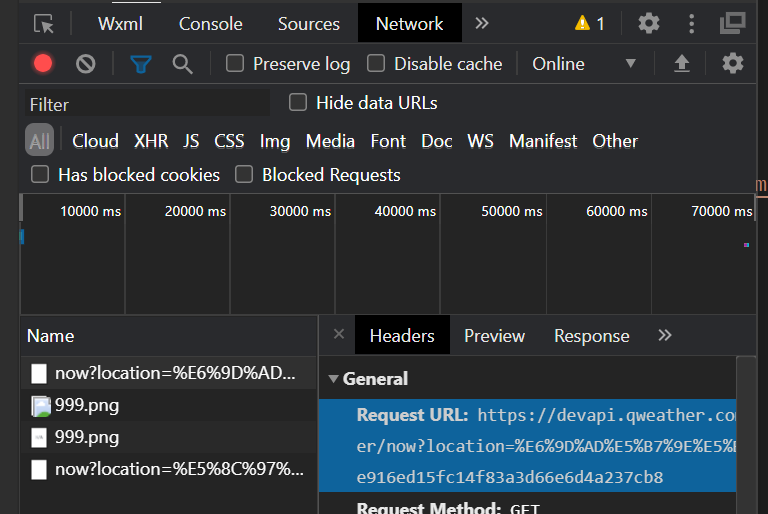 Wxml Console Sources Network » 1
Preserve log Disable cache Online
Filter Hide data URLs
All Cloud XHR JS CSS Img Media Font Doc WS Manifest Other
Has blocked cookies Blocked Requests
10000 ms 20000 ms 30000 ms 40000 ms 50000 ms 60000 ms 70000 ms
Name
× Headers Preview Response »
now?location=%E6%9D%AD...
999.png
999.png
now?location=%E5%8C%97%...
General
Request URL: https://devapi.qweather.co
er/now?location=%E6%9D%AD%E5%B7%9E%E5%
e916ed15fc14f83a3d66e6d4a237cb8
Request Method: GET